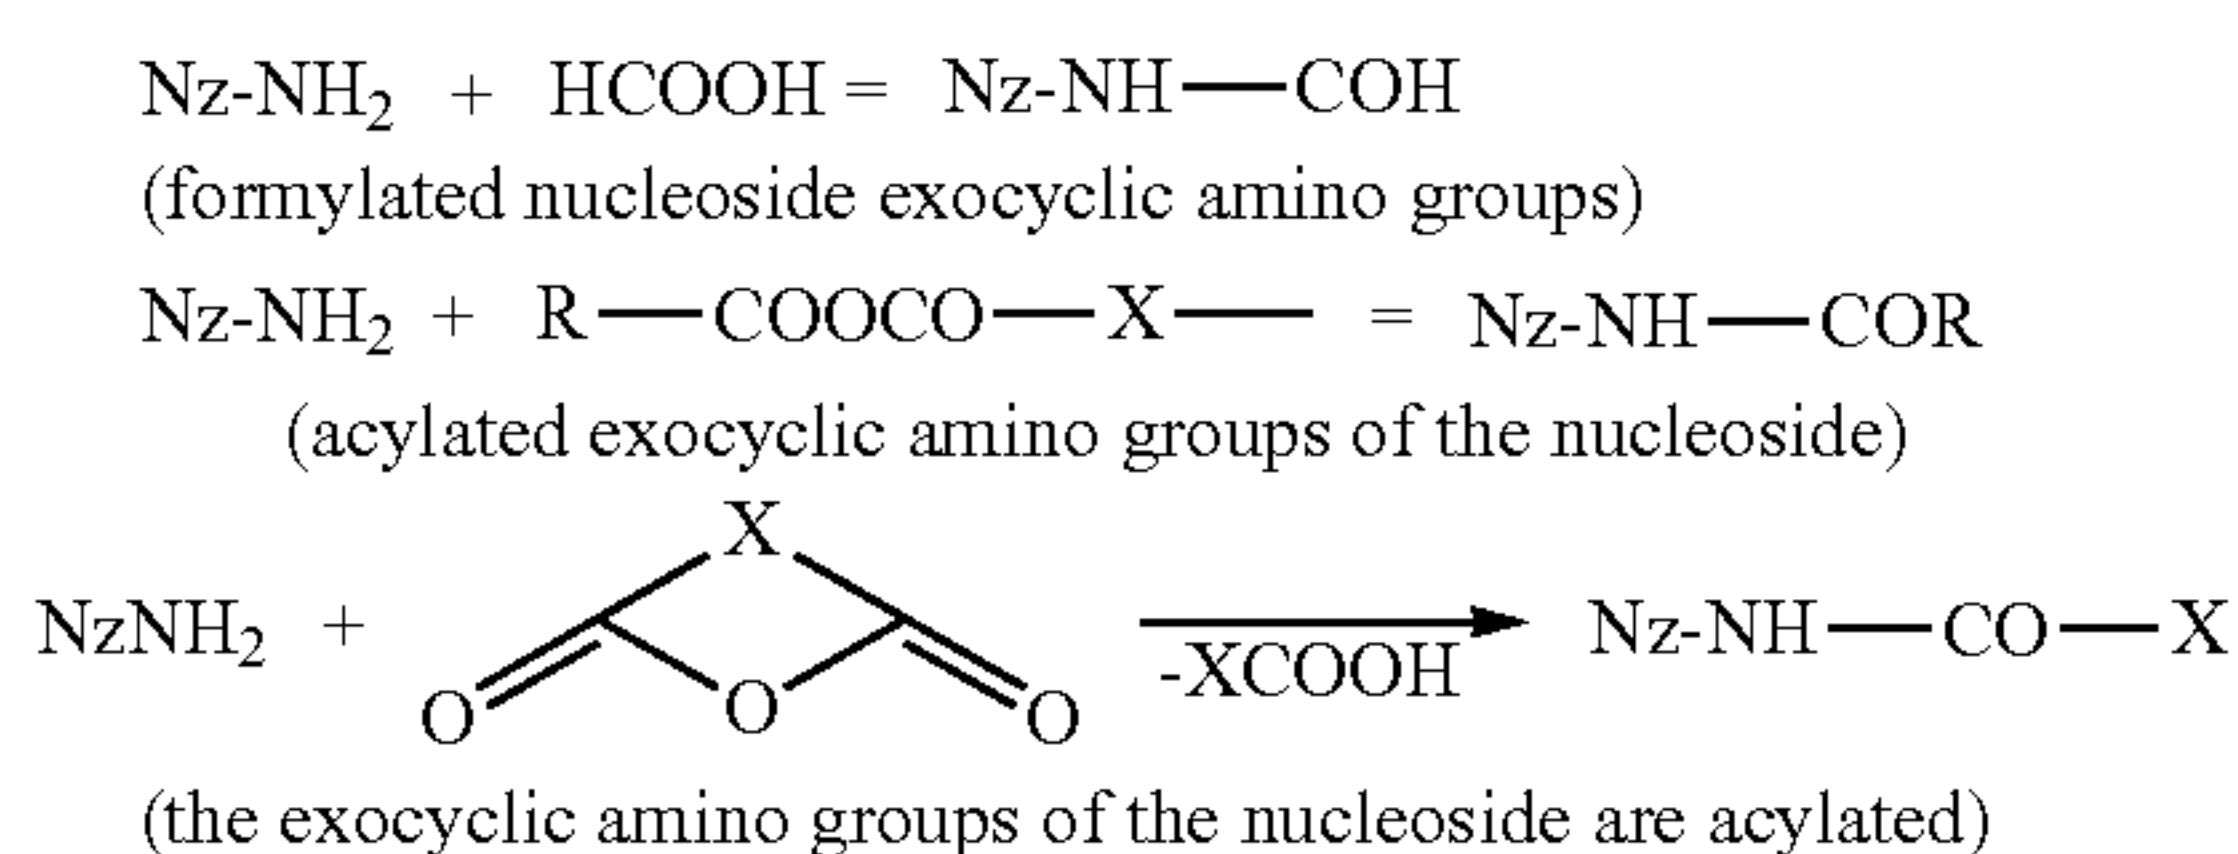 Nz-NH₂ + HCOOH = Nz-NH—COH
(formylated nucleoside exocyclic amino groups)
Nz-NH₂ + R—COOCO—X— = Nz-NH—COR
(acylated exocyclic amino groups of the nucleoside)
X
NzNH₂ + O O O -XCOOH Nz-NH—CO—X
(the exocyclic amino groups of the nucleoside are acylated)